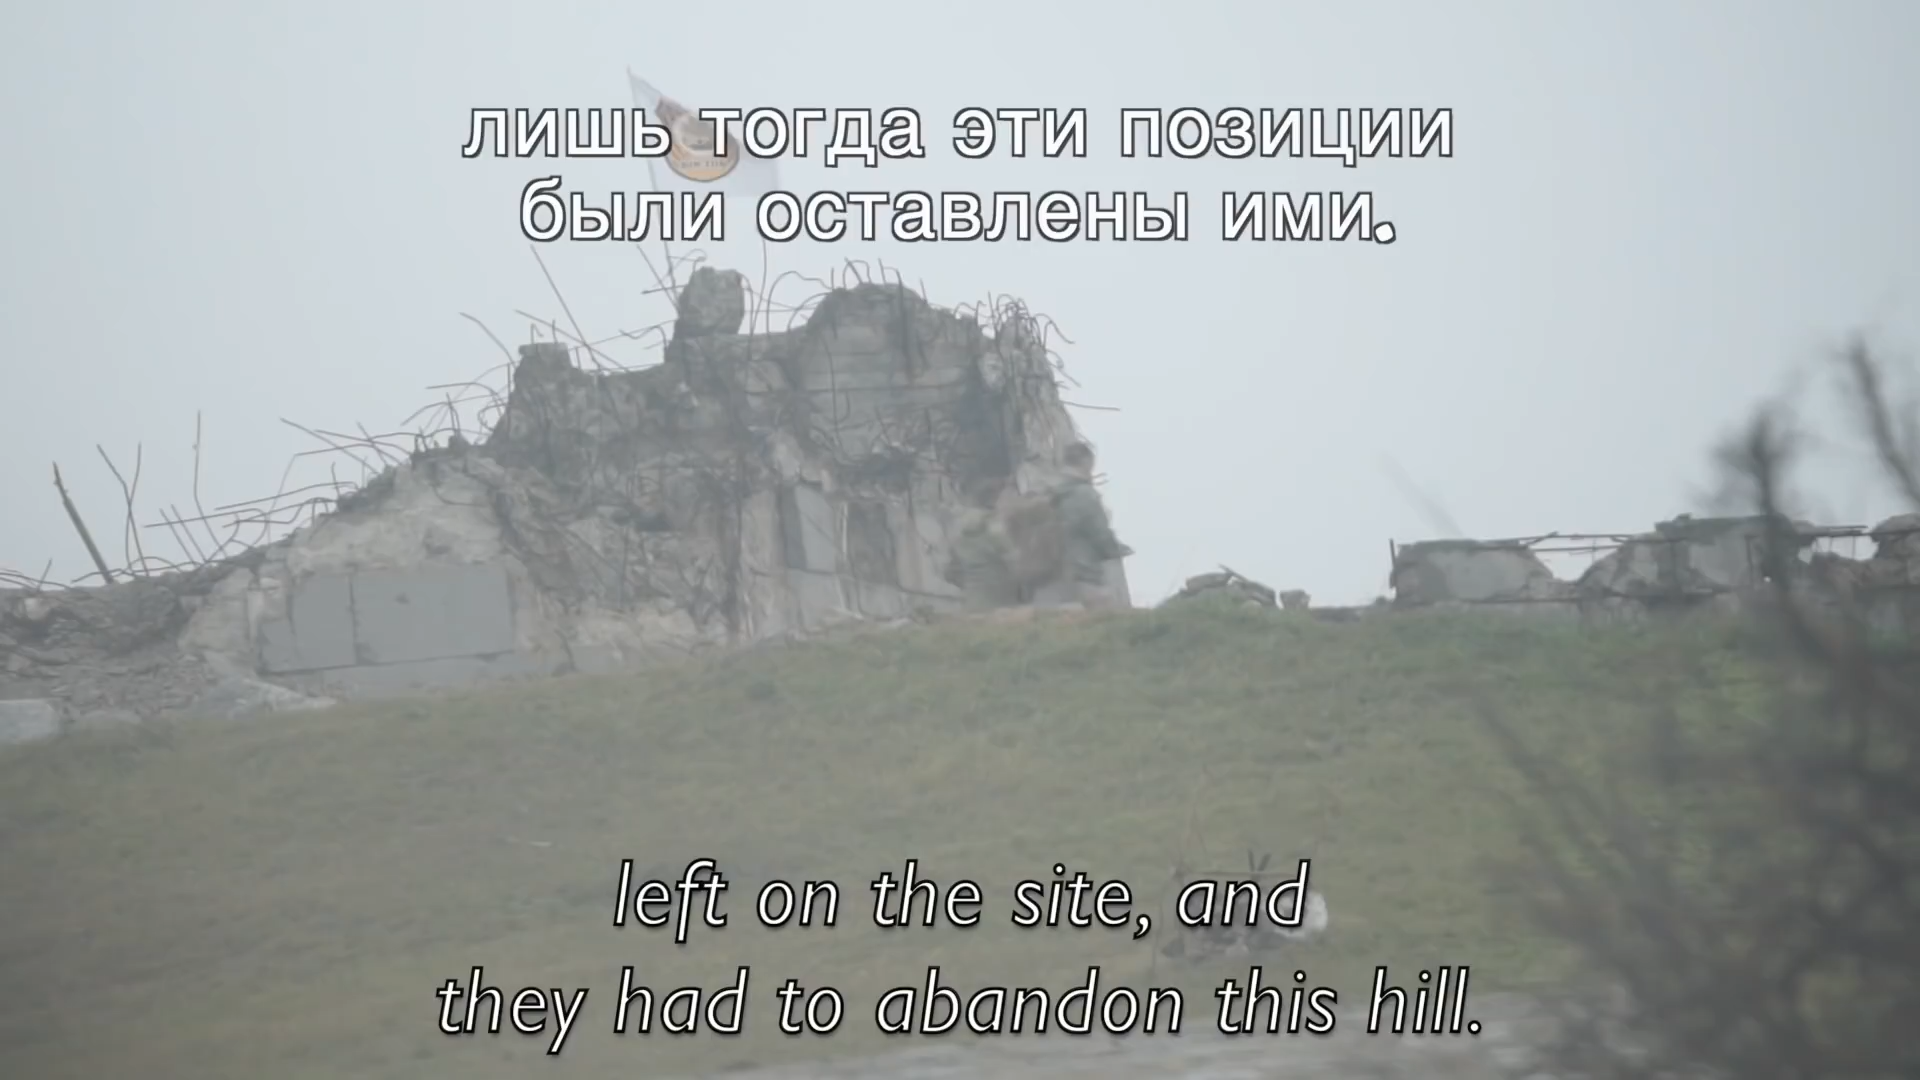 лишь тогда эти позиции
были оставлены ими.
left on the site, and
they had to abandon this hill.